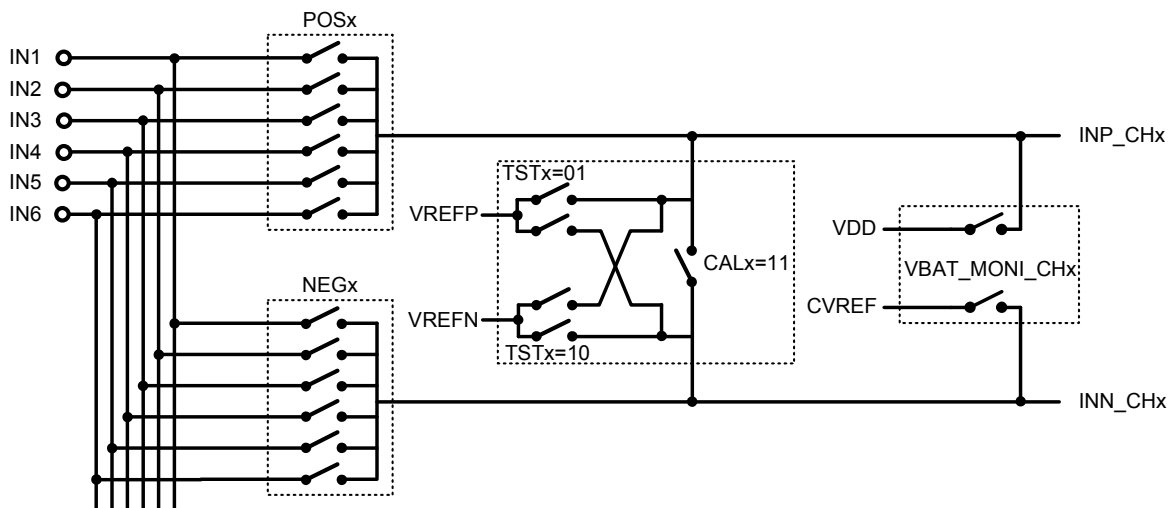 POSx
IN1
IN2
IN3
IN4
IN5
IN6
INP_CHx
TSTx=01
VREFP
VDD
CALx=11
VBAT_MONI_CHx
NEGx
CVREF
VREFN
TSTx=10
INN_CHx